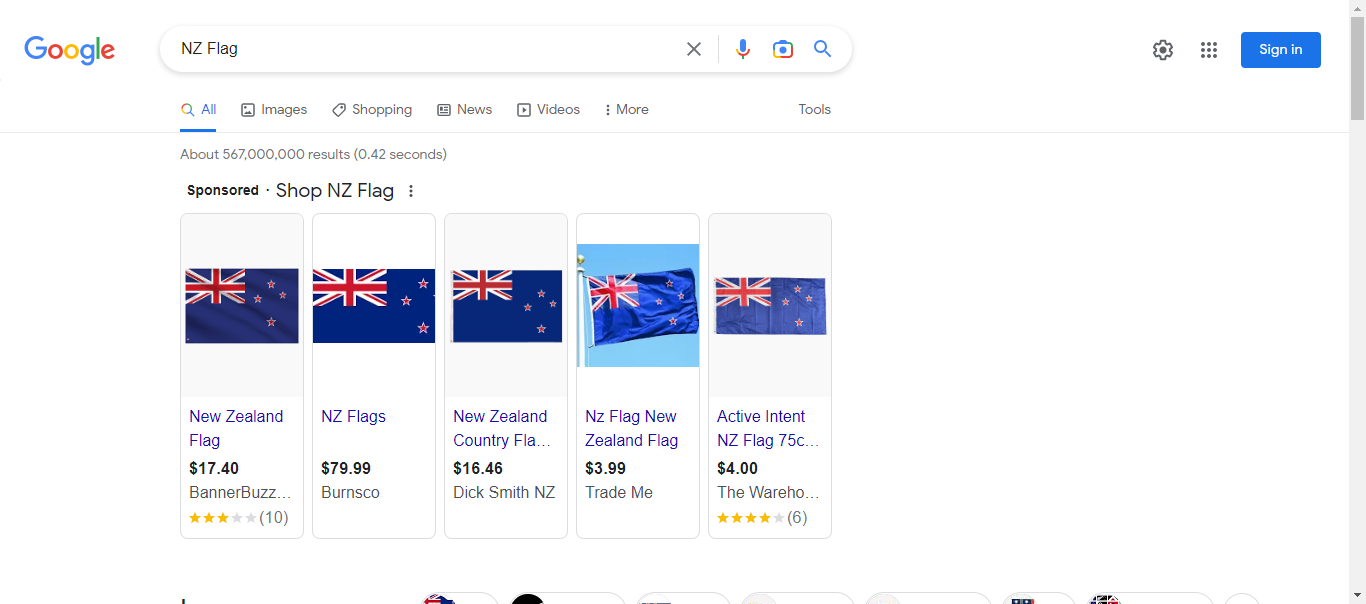 Google
NZ Flag
Sign in
All
Images
Shopping
News
Videos
More
Tools
About 567,000,000 results (0.42 seconds)
Sponsored · Shop NZ Flag
New Zealand
Flag
$17.40
BannerBuzz...
(10)
NZ Flags
$79.99
Burnsco
New Zealand
Country Fla...
$16.46
Dick Smith NZ
Nz Flag New
Zealand Flag
$3.99
Trade Me
Active Intent
NZ Flag 75c...
$4.00
The Wareho...
(6)